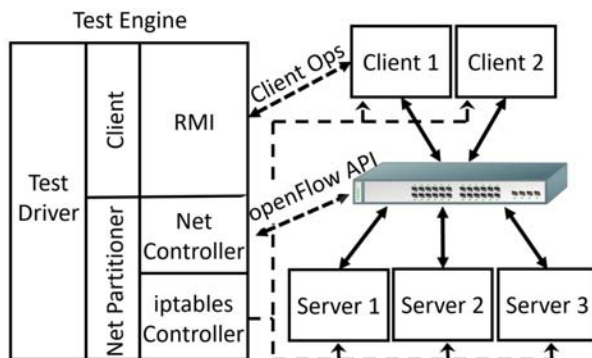 Test Engine
Test
Driver
Client
RMI
Net Partitioner
Net
Controller
iptables
Controller
Client Ops
openFlow API
Client 1
Client 2
Server 1
Server 2
Server 3